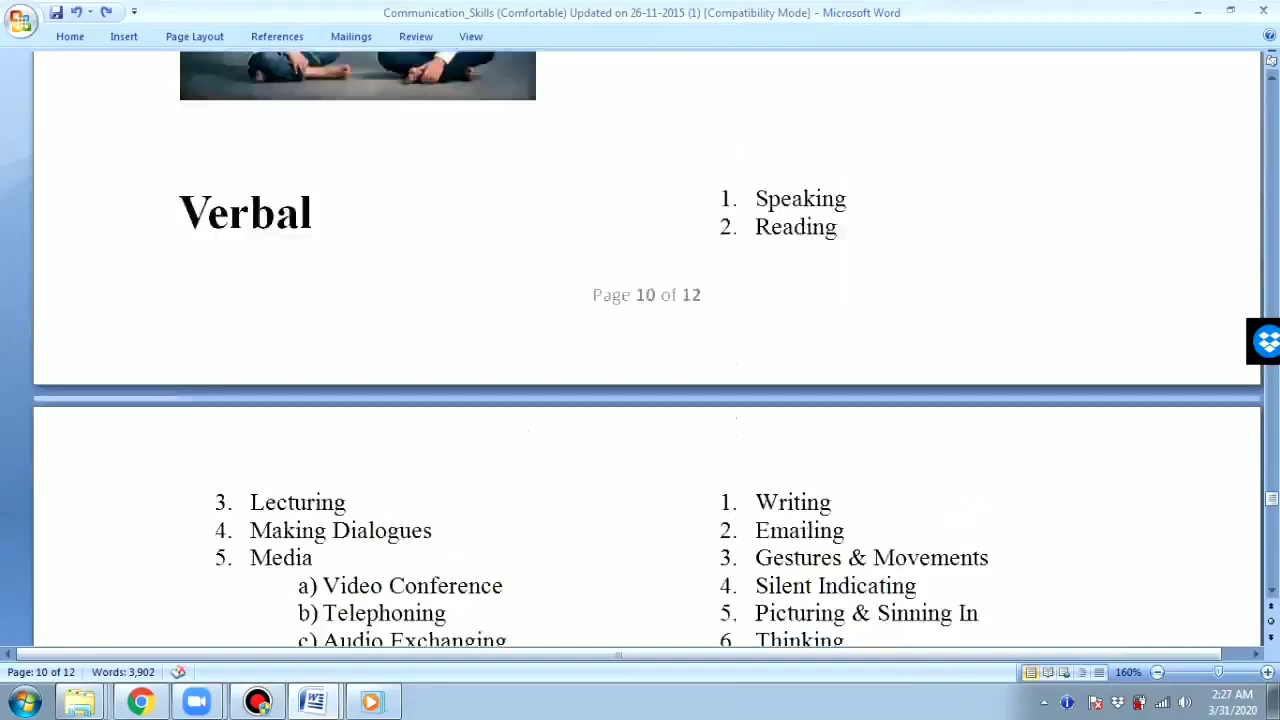 Communication_Skills (Comfortable) Updated on 26-11-2015 (1) [Compatibility Mode] - Microsoft Word
Home Insert Page Layout References Mailings Review View
Verbal
1. Speaking
2. Reading
Page 10 of 12
3. Lecturing
4. Making Dialogues
5. Media
a) Video Conference
b) Telephoning
c) Audio Exchanging
1. Writing
2. Emailing
3. Gestures & Movements
4. Silent Indicating
5. Picturing & Sinning In
6. Thinking
Page: 10 of 12 Words: 3,902 160%
2:27 AM
3/31/2020